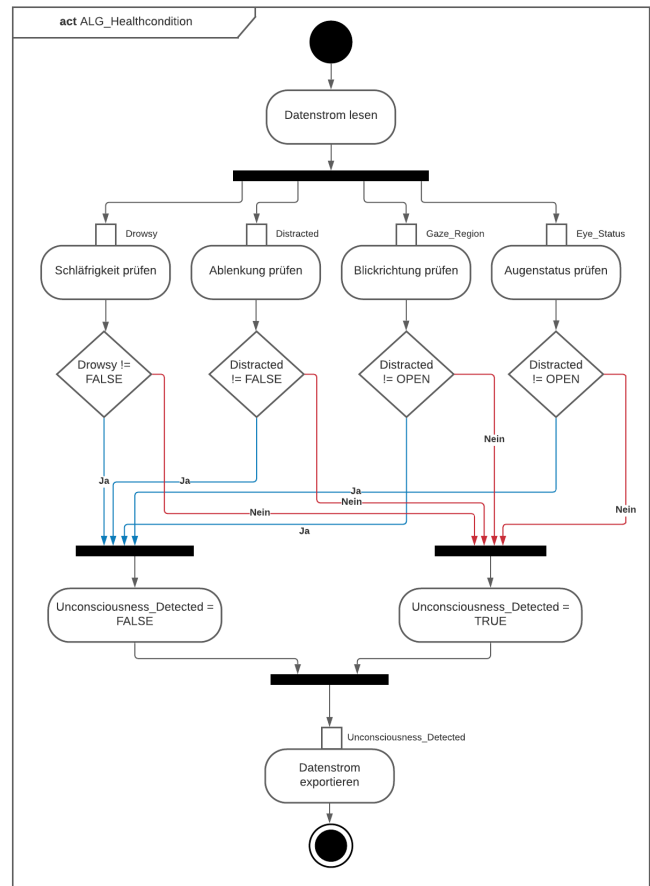 act ALG_Healthcondition
Datenstrom lesen
Drowsy
Distracted
Gaze_Region
Eye_Status
Schläfrigkeit prüfen
Ablenkung prüfen
Blickrichtung prüfen
Augenstatus prüfen
Drowsy !=
FALSE
Distracted
!= FALSE
Distracted
!= OPEN
Distracted
!= OPEN
Nein
Ja
Ja
Ja
Nein
Nein
Nein
Ja
Unconsciousness_Detected =
FALSE
Unconsciousness_Detected =
TRUE
Unconsciousness_Detected
Datenstrom
exportieren